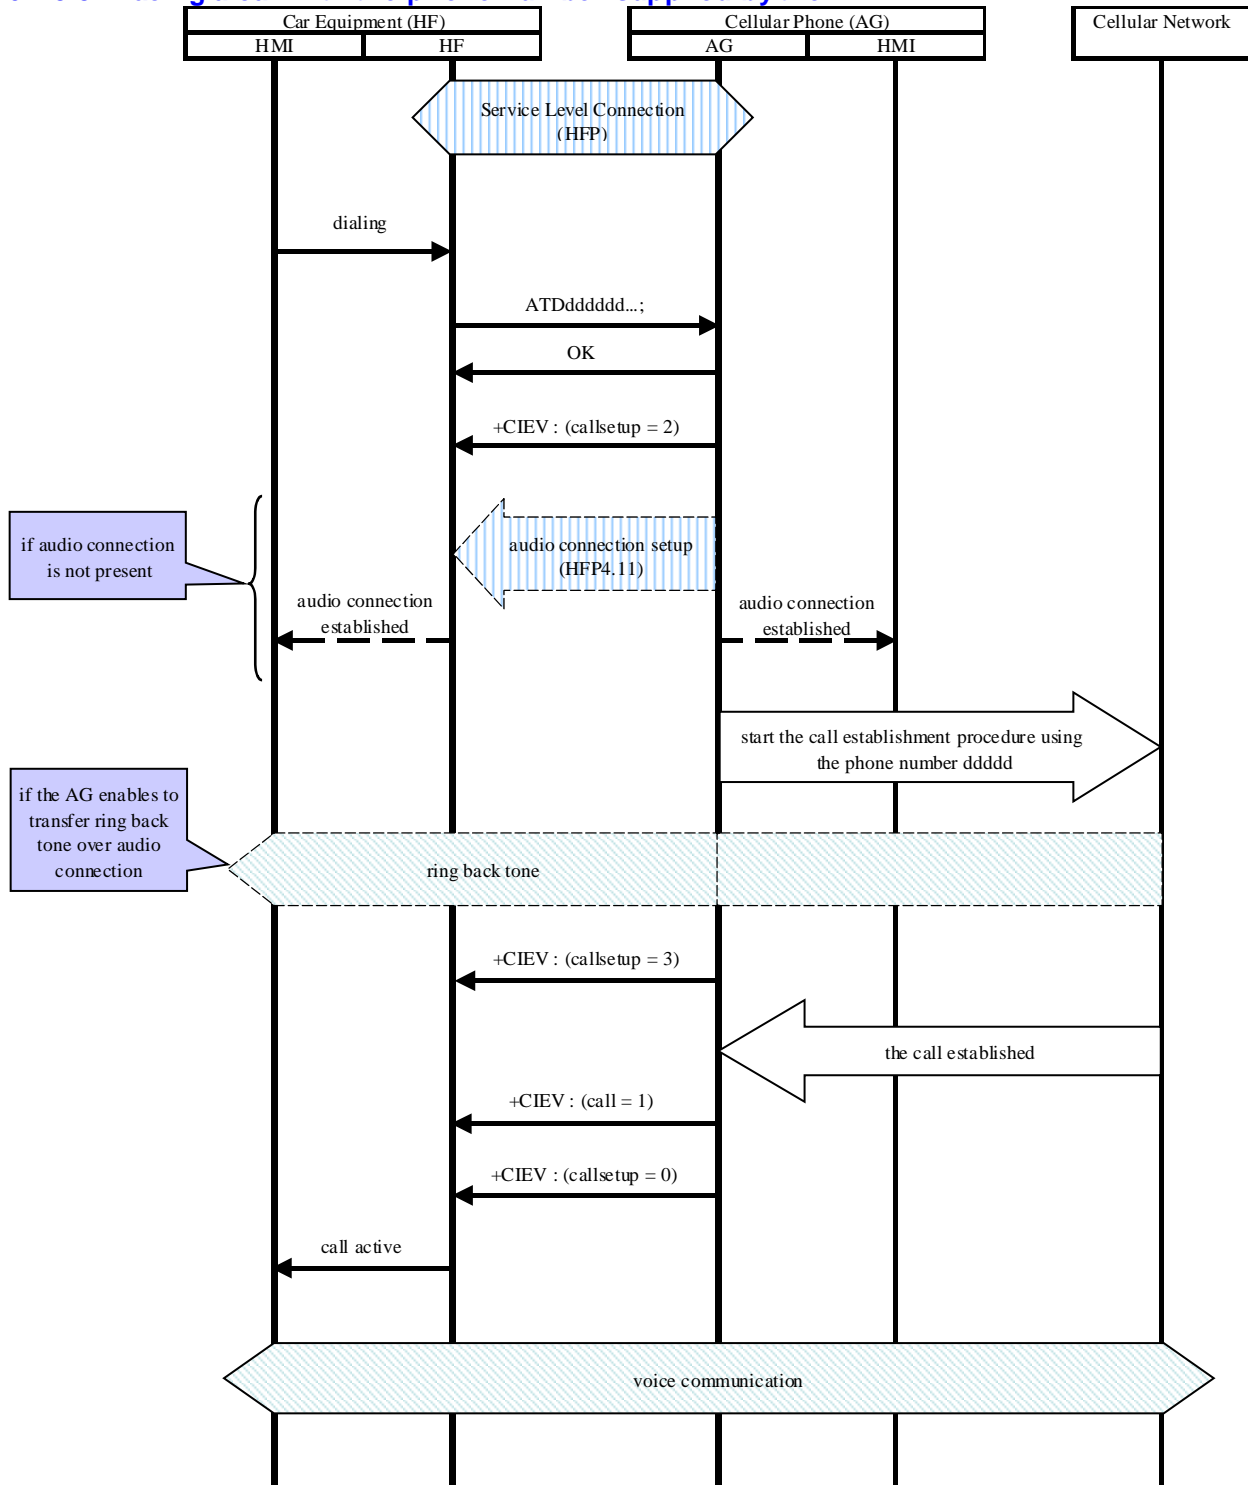 Car Equipment (HF)
Cellular Phone (AG)
Cellular Network
HMI
HF
AG
HMI
Service Level Connection
(HFP)
dialing
ATDdddddd...;
OK
+CIEV : (callsetup = 2)
if audio connection
is not present
audio connection setup
(HFP4.11)
audio connection
established
audio connection
established
start the call establishment procedure using
the phone number ddddd
if the AG enables to
transfer ring back
tone over audio
connection
ring back tone
+CIEV : (callsetup = 3)
the call established
+CIEV : (call = 1)
+CIEV : (callsetup = 0)
call active
voice communication